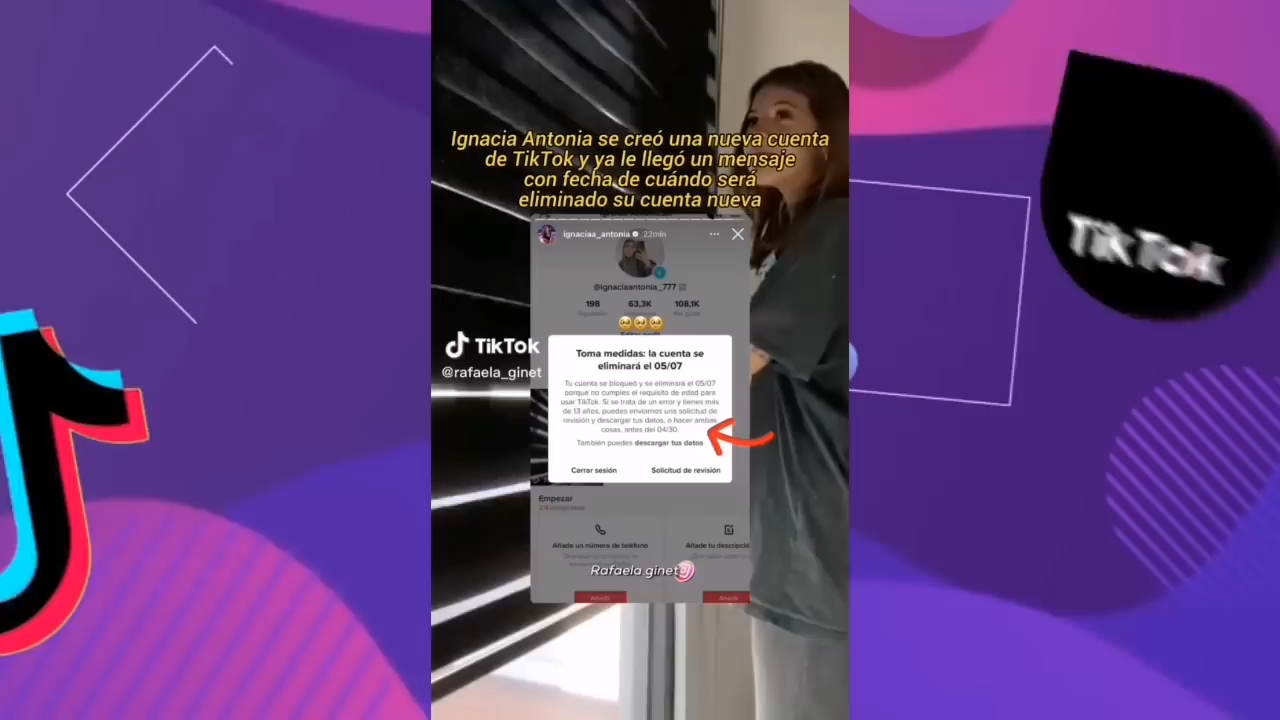 Ignacia Antonia se creó una nueva cuenta
de TikTok y ya le llegó un mensaje
con fecha de cuándo será
eliminado su cuenta nueva
ignaciaa_antonia 22min
@ignaciaantonia_777
198 63,3K 108,1K
TikTok
@rafaela_ginet
Toma medidas: la cuenta se
eliminará el 05/07
Tu cuenta se bloqueó y se eliminará el 05/07
porque no cumples el requisito de edad para
usar TikTok. Si se trata de un error y tienes más
de 13 años, puedes enviarnos una solicitud de
revisión y descargar tus datos, o hacer ambas
cosas, antes del 04/30.
También puedes descargar tus datos
Cerrar sesión Solicitud de revisión
Empezar
Añade un número de teléfono Añade tu descripció
Rafaela ginet
Añadir Añadir
TikTok